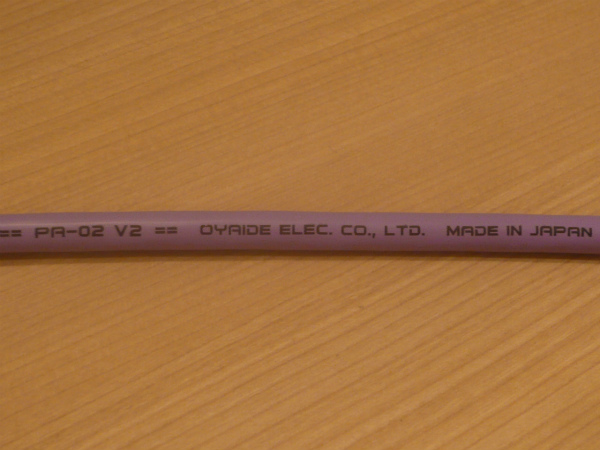 == PA-02 V2 == OYAIDE ELEC. CO., LTD. MADE IN JAPAN